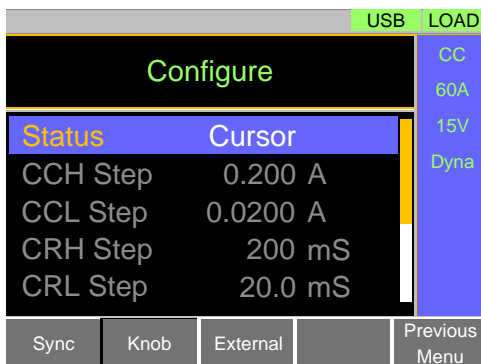 USB LOAD
Configure
CC
60A
15V
Dyna
Status Cursor
CCH Step 0.200 A
CCL Step 0.0200 A
CRH Step 200 mS
CRL Step 20.0 mS
Sync Knob External Previous Menu